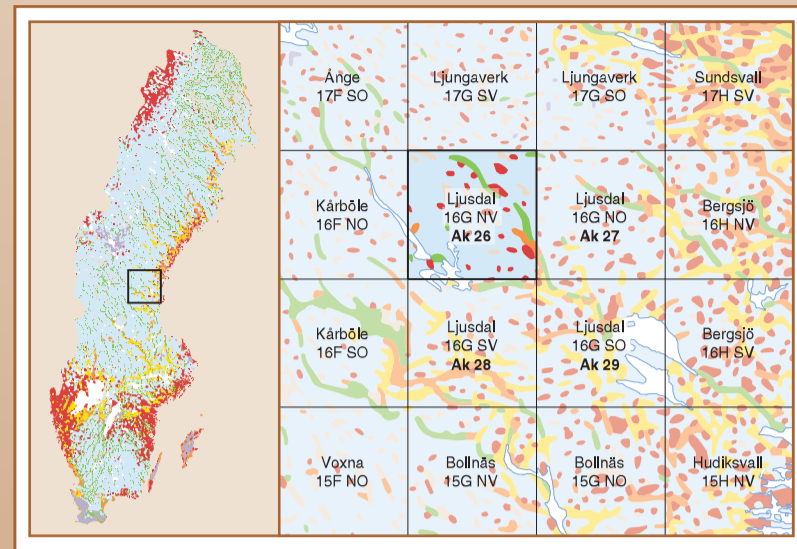 Ånge
17F SO
Ljungaverk
17G SV
Ljungaverk
17G SO
Sundsvall
17H SV
Kårböle
16F NO
Ljusdal
16G NV
Ak 26
Ljusdal
16G NO
Ak 27
Bergsjö
16H NV
Kårböle
16F SO
Ljusdal
16G SV
Ak 28
Ljusdal
16G SO
Ak 29
Bergsjö
16H SV
Voxna
15F NO
Bollnäs
15G NV
Bollnäs
15G NO
Hudiksvall
15H NV